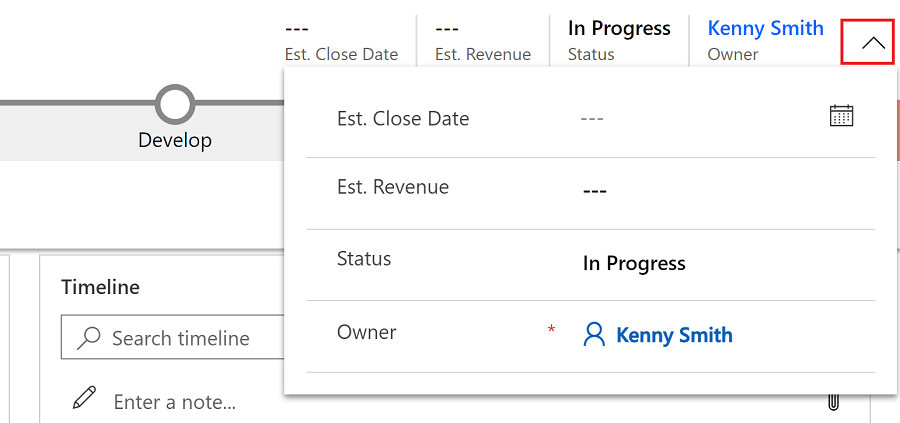 --- --- In Progress Kenny Smith
Est. Close Date Est. Revenue Status Owner
Develop
Est. Close Date ---
Est. Revenue ---
Status In Progress
Owner * Kenny Smith
Timeline
Search timeline
Enter a note...